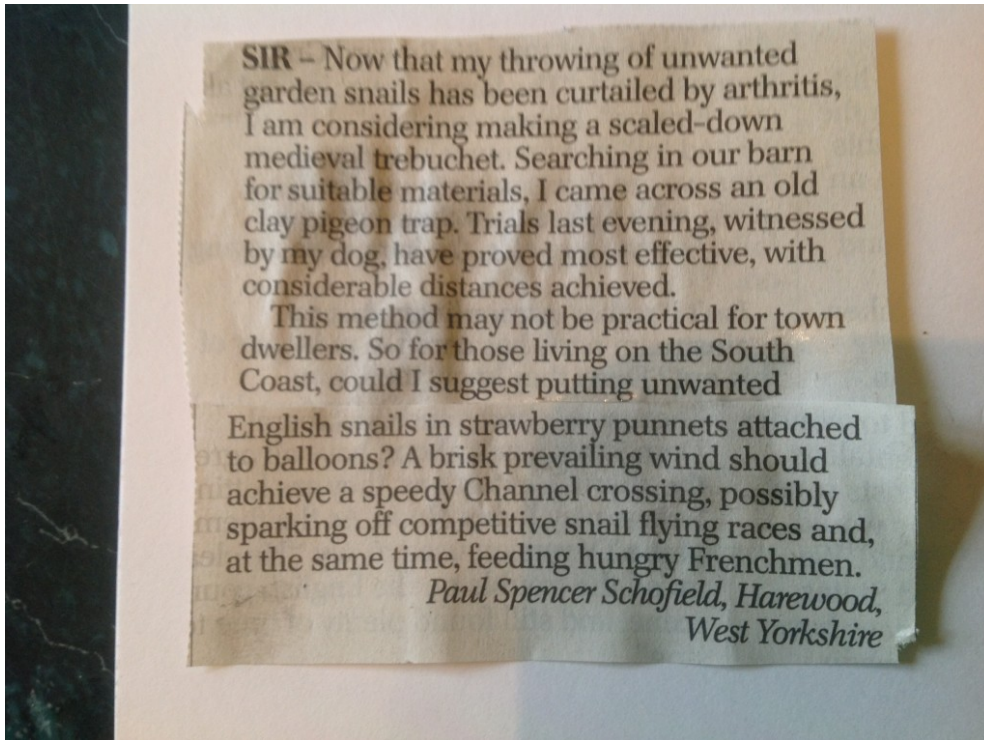 SIR – Now that my throwing of unwanted
garden snails has been curtailed by arthritis,
I am considering making a scaled-down
medieval trebuchet. Searching in our barn
for suitable materials, I came across an old
clay pigeon trap. Trials last evening, witnessed
by my dog, have proved most effective, with
considerable distances achieved.
This method may not be practical for town
dwellers. So for those living on the South
Coast, could I suggest putting unwanted
English snails in strawberry punnets attached
to balloons? A brisk prevailing wind should
achieve a speedy Channel crossing, possibly
sparking off competitive snail flying races and,
at the same time, feeding hungry Frenchmen.
Paul Spencer Schofield, Harewood,
West Yorkshire